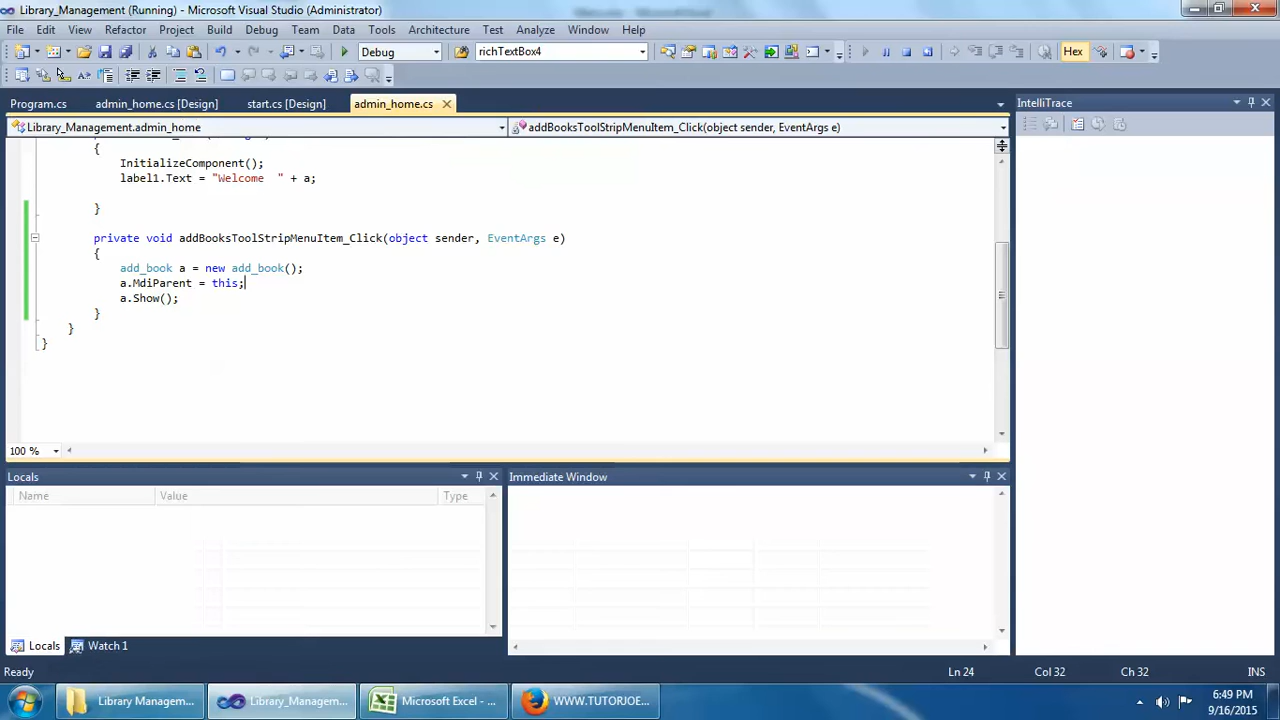 Library_Management (Running) - Microsoft Visual Studio (Administrator)
File Edit View Refactor Project Build Debug Team Data Tools Architecture Test Analyze Window Help
Debug richTextBox4 Hex
Program.cs admin_home.cs [Design] start.cs [Design] admin_home.cs IntelliTrace
Library_Management.admin_home addBooksToolStripMenuItem_Click(object sender, EventArgs e)
{
InitializeComponent();
label1.Text = "Welcome  " + a;
}
private void addBooksToolStripMenuItem_Click(object sender, EventArgs e)
{
add_book a = new add_book();
a.MdiParent = this;
a.Show();
}
}
}
100 %
Locals Immediate Window
Name Value Type
Locals Watch 1
Ready Ln 24 Col 32 Ch 32 INS
Library Managem... Library_Managem... Microsoft Excel - ... WWW.TUTORJOE... 6:49 PM
9/16/2015